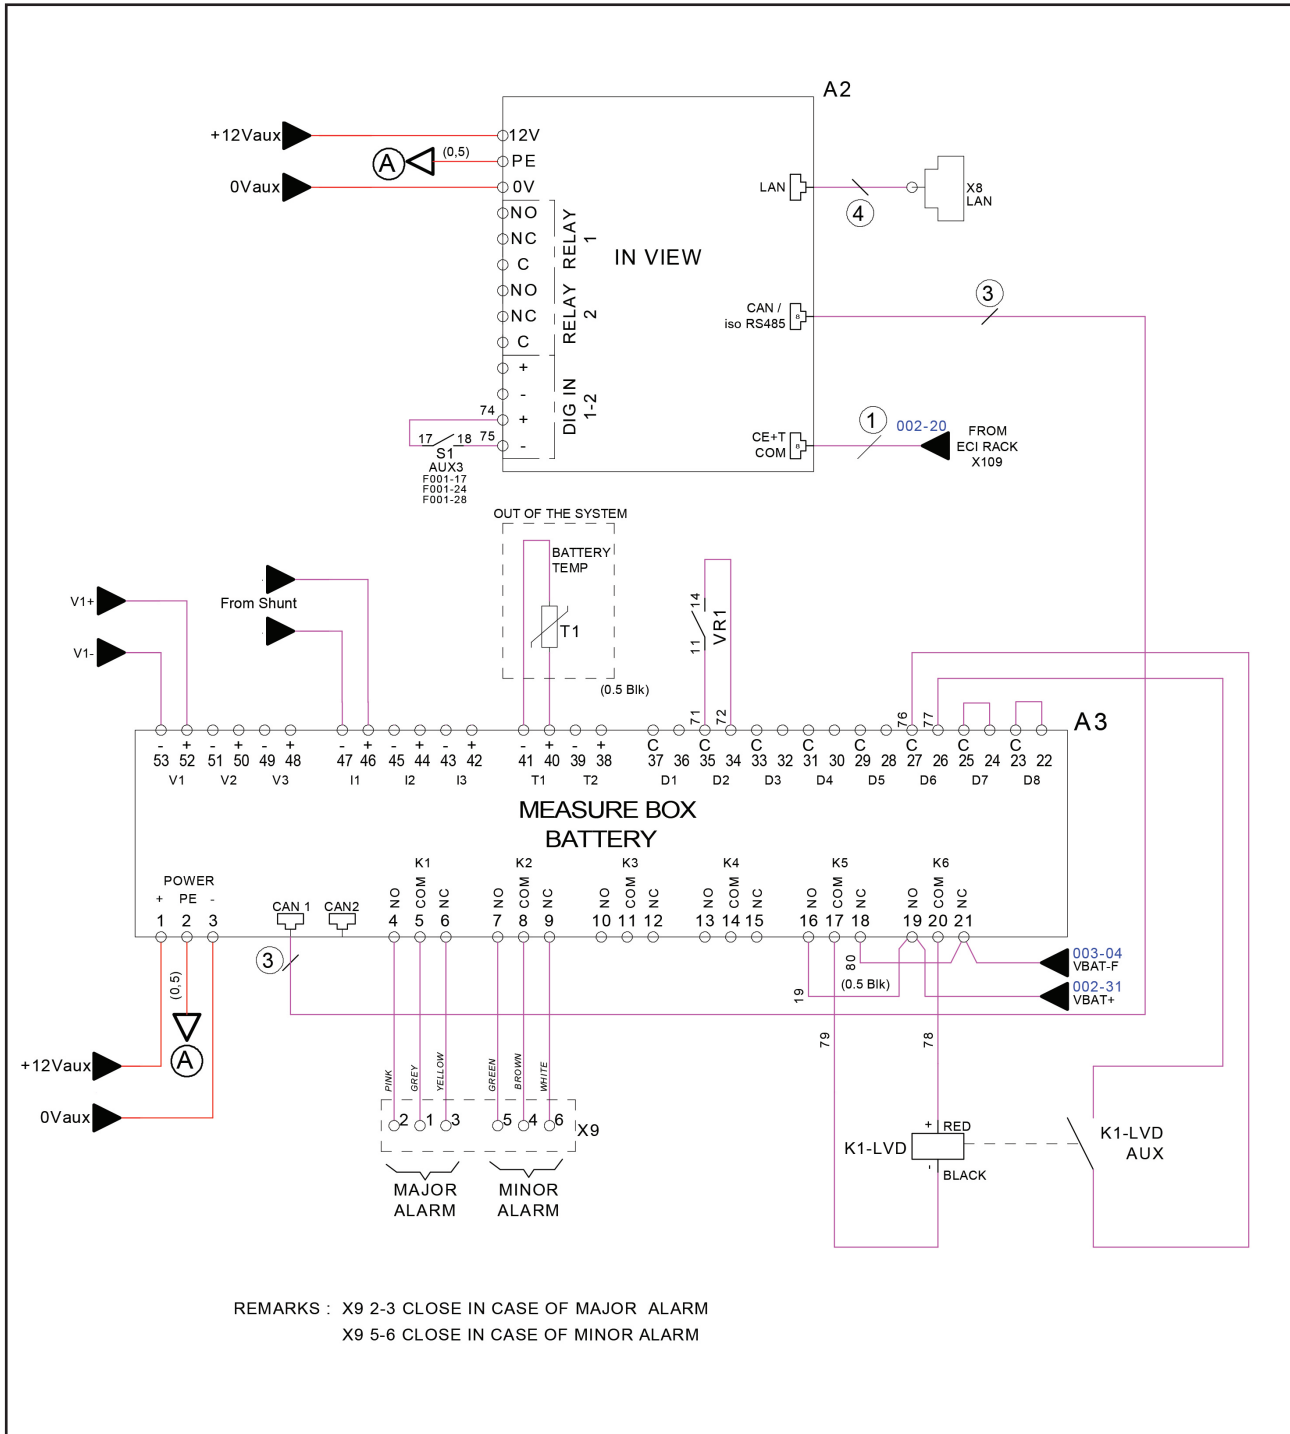 A2
+12Vaux
12V
A
(0,5)
PE
0Vaux
0V
NO
NC
C
RELAY
1
NO
NC
C
RELAY
2
+
-
+
-
DIG IN
1-2
IN VIEW
LAN
4
X8
LAN
CAN /
iso RS485
8
3
CE+T
COM
8
1
002-20
FROM
ECI RACK
X109
74
75
17
18
S1
AUX3
F001-17
F001-24
F001-28
OUT OF THE SYSTEM
BATTERY
TEMP
T1
(0.5 Blk)
V1+
V1-
From Shunt
14
11
VR1
71
72
76
77
A3
- + - + - + - + - + - + - + - + C C C C C C C C
53 52 51 50 49 48 47 46 45 44 43 42 41 40 39 38 37 36 35 34 33 32 31 30 29 28 27 26 25 24 23 22
V1 V2 V3 I1 I2 I3 T1 T2 D1 D2 D3 D4 D5 D6 D7 D8
MEASURE BOX
BATTERY
K1 K2 K3 K4 K5 K6
POWER
+ PE -
1 2 3
CAN 1
CAN2
NO COM NC NO COM NC NO COM NC NO COM NC NO COM NC NO COM NC
4 5 6 7 8 9 10 11 12 13 14 15 16 17 18 19 20 21
3
(0,5)
A
+12Vaux
0Vaux
80
(0.5 Blk)
19
79
78
003-04
VBAT-F
002-31
VBAT+
PINK
GREY
YELLOW
GREEN
BROWN
WHITE
2 1 3 5 4 6
X9
MAJOR
ALARM
MINOR
ALARM
+
RED
K1-LVD
-
BLACK
K1-LVD
AUX
REMARKS : X9 2-3 CLOSE IN CASE OF MAJOR ALARM
X9 5-6 CLOSE IN CASE OF MINOR ALARM